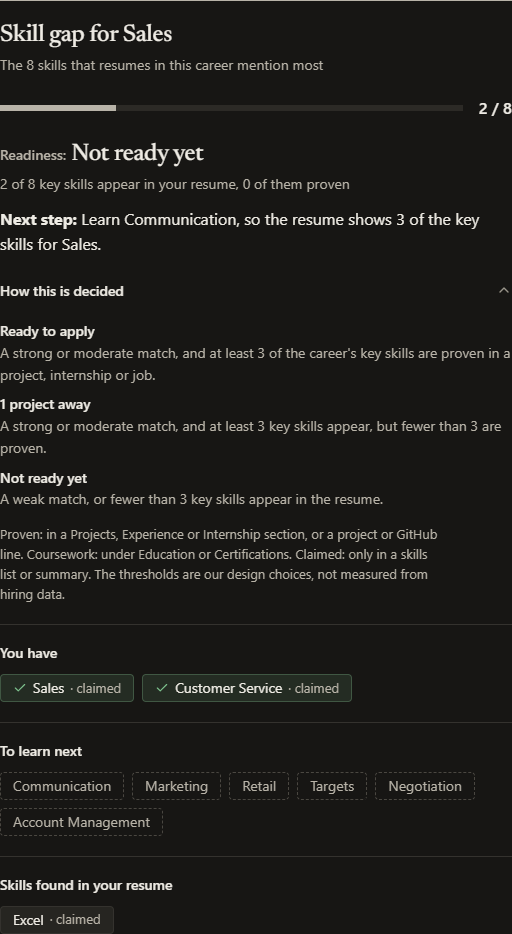 Skill gap for Sales
The 8 skills that resumes in this career mention most
2 / 8
Readiness: Not ready yet
2 of 8 key skills appear in your resume, 0 of them proven
Next step: Learn Communication, so the resume shows 3 of the key
skills for Sales.
How this is decided
Ready to apply
A strong or moderate match, and at least 3 of the career's key skills are proven in a
project, internship or job.
1 project away
A strong or moderate match, and at least 3 key skills appear, but fewer than 3 are
proven.
Not ready yet
A weak match, or fewer than 3 key skills appear in the resume.
Proven: in a Projects, Experience or Internship section, or a project or GitHub
line. Coursework: under Education or Certifications. Claimed: only in a skills
list or summary. The thresholds are our design choices, not measured from
hiring data.
You have
Sales · claimed Customer Service · claimed
To learn next
Communication Marketing Retail Targets Negotiation
Account Management
Skills found in your resume
Excel · claimed